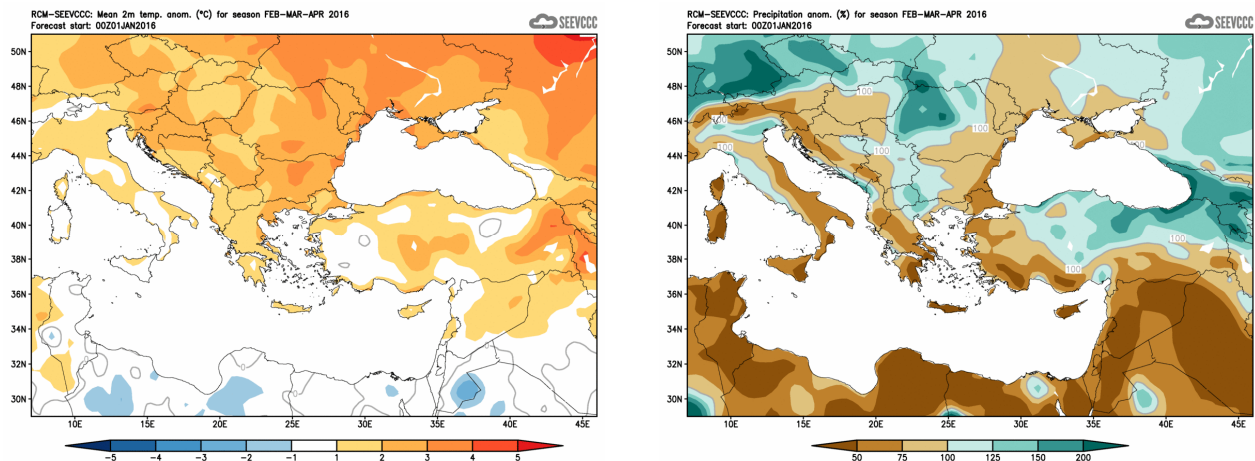 RCM-SEEVCCC: Mean 2m temp. anom. (°C) for season FEB-MAR-APR 2016
Forecast start: 00Z01JAN2016
SEEVCCC
50N
48N
46N
44N
42N
40N
38N
36N
34N
32N
30N
0
0
10E 15E 20E 25E 30E 35E 40E 45E
-5 -4 -3 -2 -1 1 2 3 4 5
RCM-SEEVCCC: Precipitation anom. (%) for season FEB-MAR-APR 2016
Forecast start: 00Z01JAN2016
SEEVCCC
50N
48N
46N
44N
42N
40N
38N
36N
34N
32N
30N
100
100
100
100
100
100
100
10E 15E 20E 25E 30E 35E 40E 45E
50 75 100 125 150 200